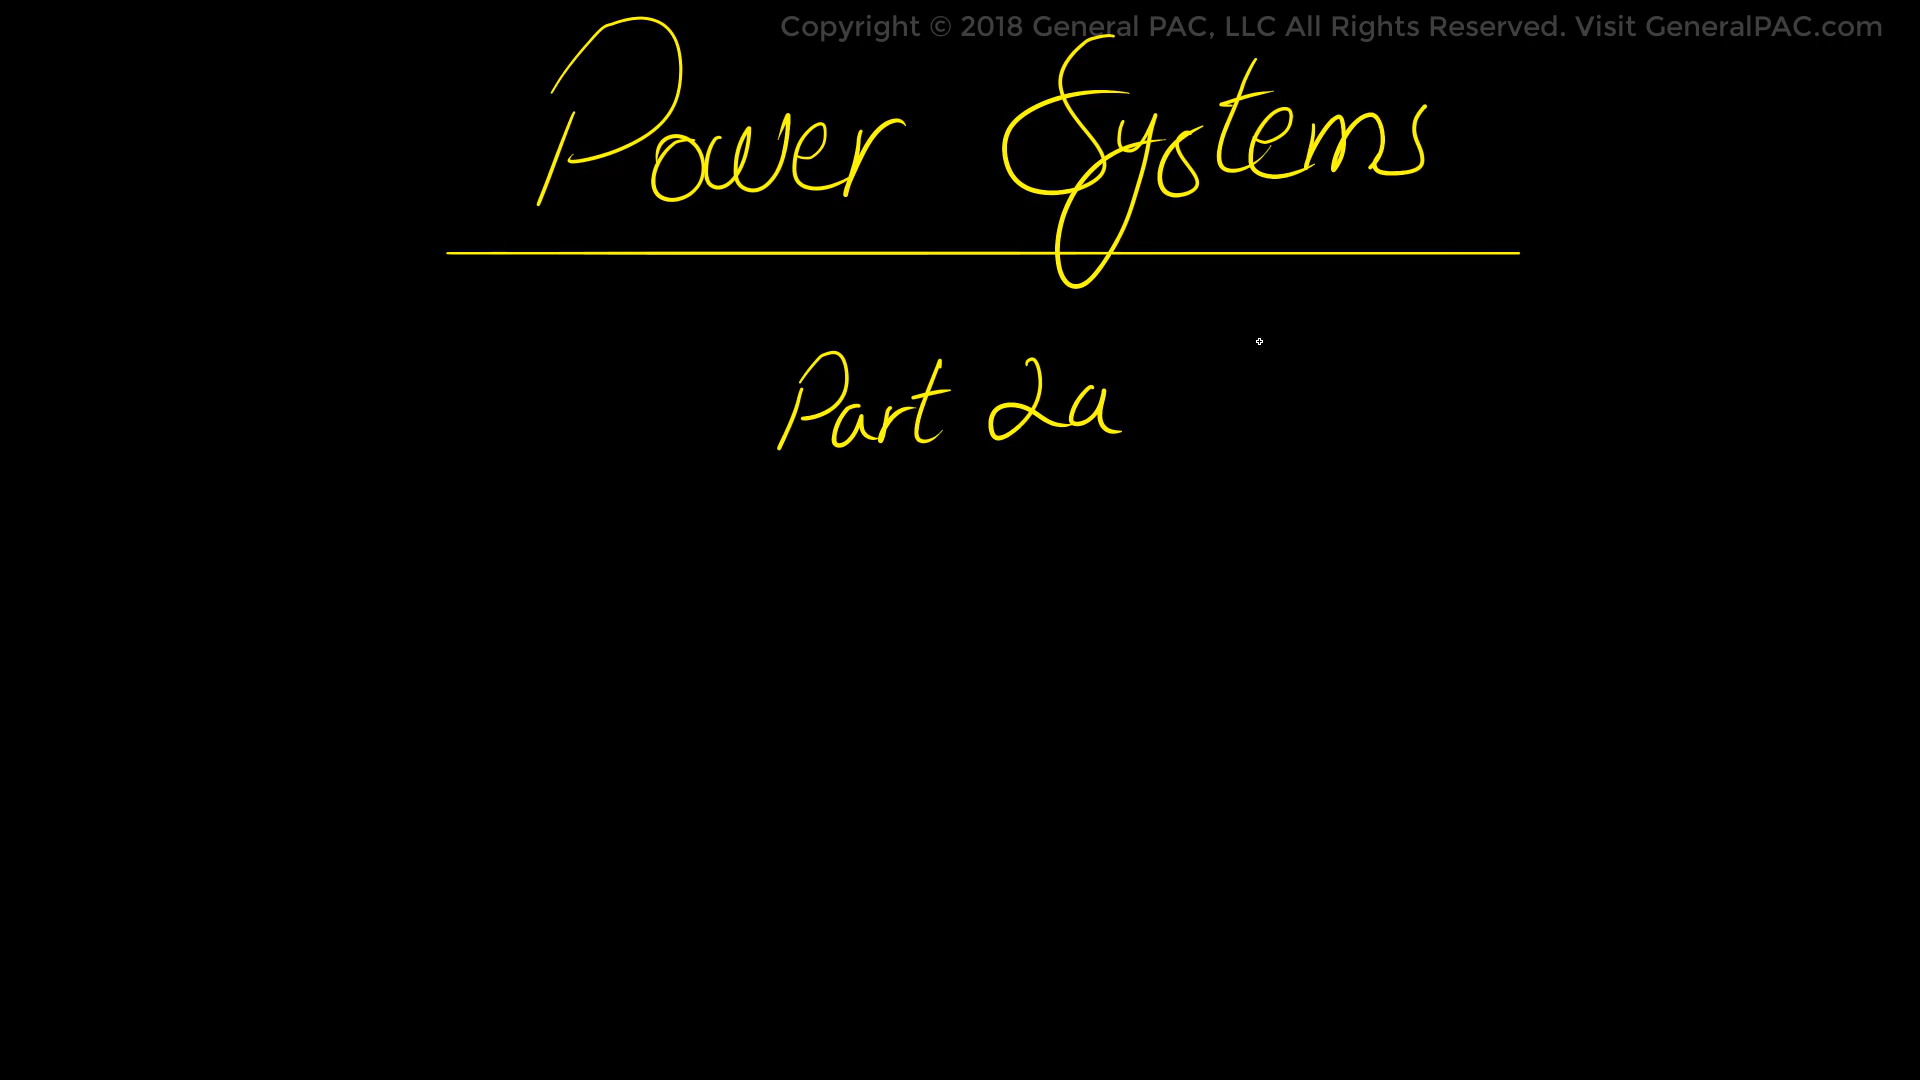 Copyright © 2018 General PAC, LLC All Rights Reserved. Visit GeneralPAC.com
Power Systems
Part 2a